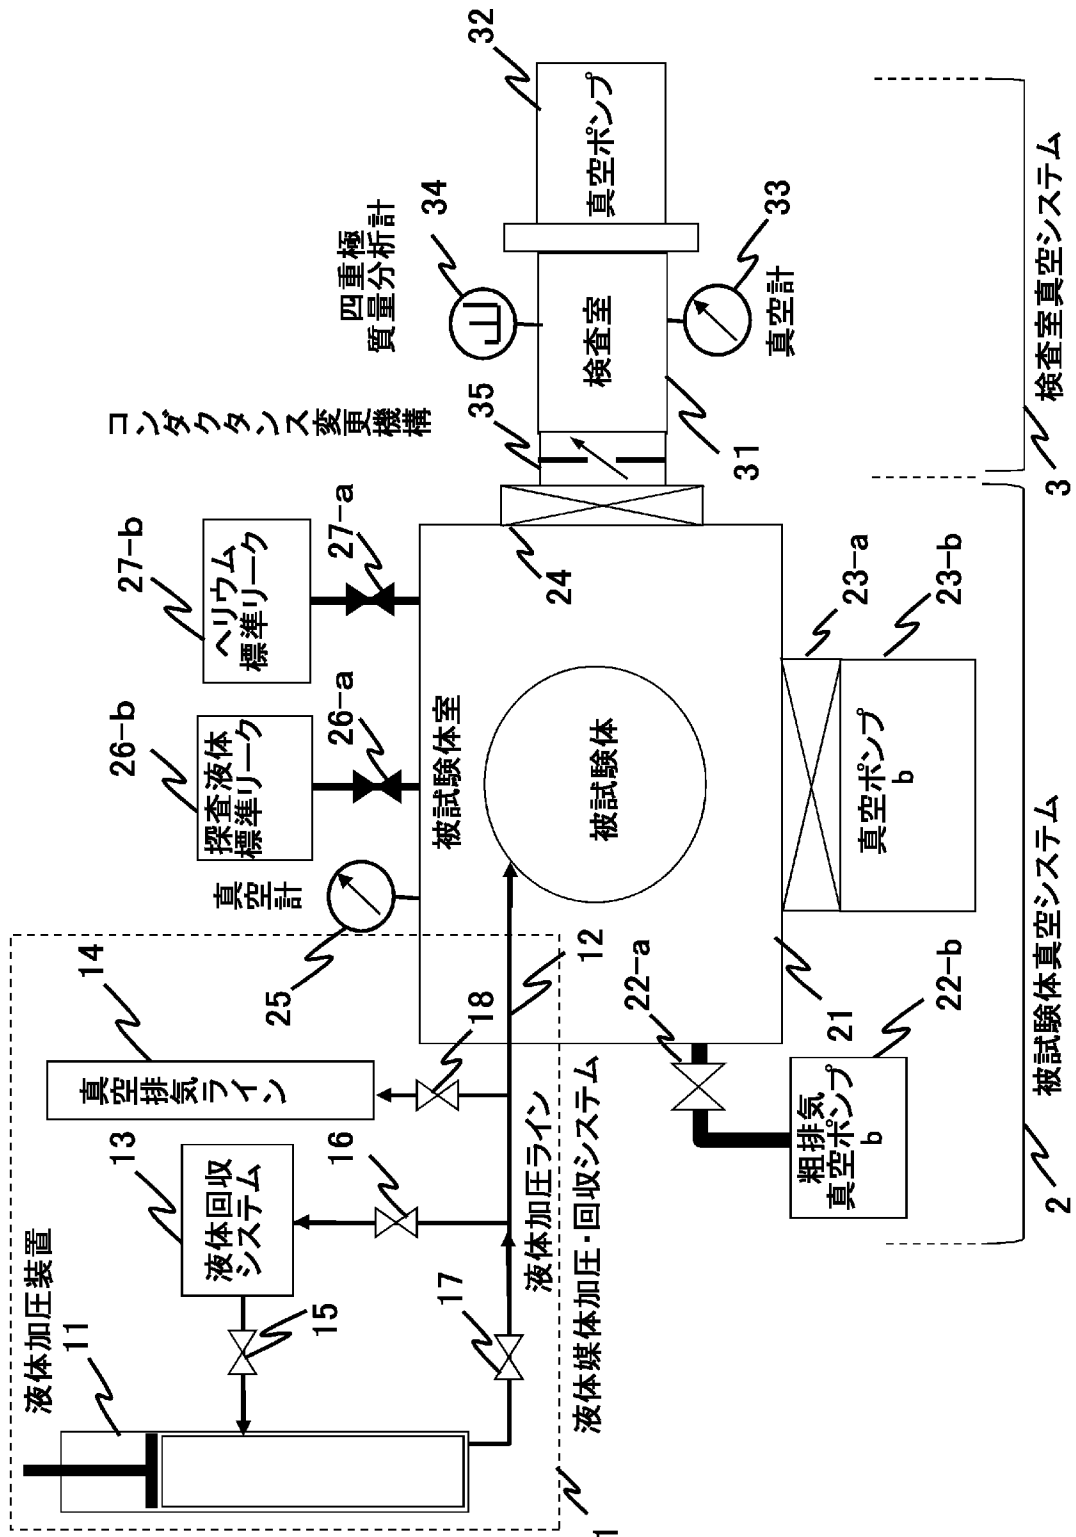 液体加圧装置
11
13
14
液体回収
システム
真空排気ライン
15
16
17
18
12
液体加圧ライン
液体媒体加圧・回収システム
1
真空計
25
26-b
探査液体
標準リーク
26-a
27-b
ヘリウム
標準リーク
27-a
被試験体室
被試験体
24
21
22-a
粗排気
真空ポンプ
b
22-b
23-a
真空ポンプ
b
23-b
被試験体真空システム
2
コンダクタンス変更機構
35
四重極
質量分析計
34
検査室
31
真空計
33
真空ポンプ
32
検査室真空システム
3